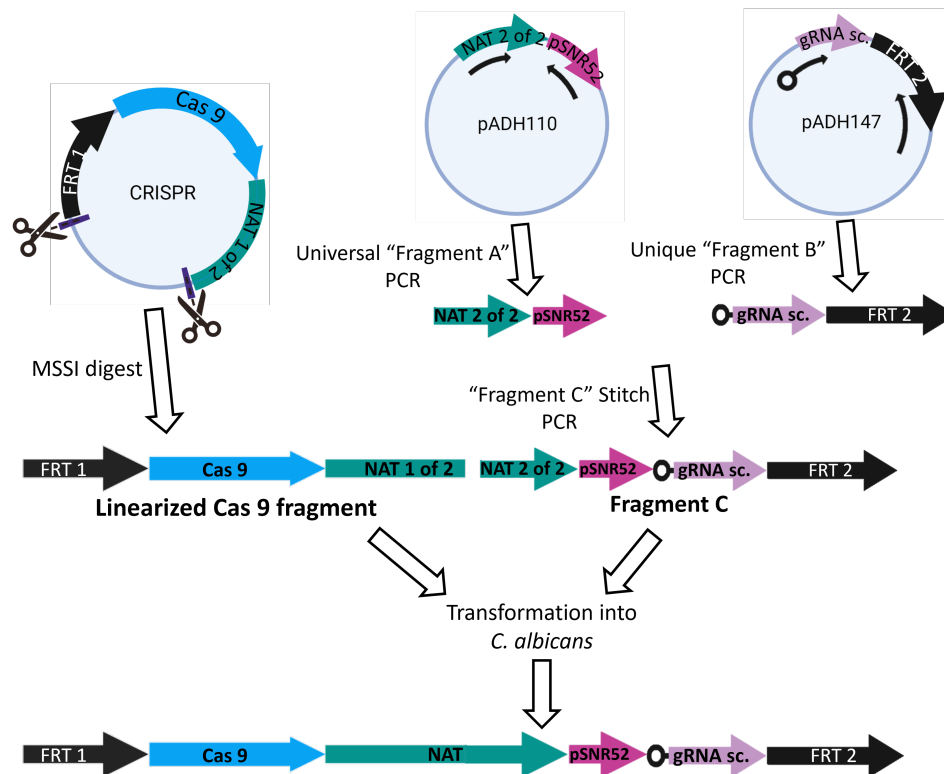 NAT 2 of 2
pSNR52
pADH110
gRNA sc.
FRT 2
pADH147
FRT 1
Cas 9
NAT 1 of 2
CRISPR
Universal “Fragment A”
PCR
Unique “Fragment B”
PCR
NAT 2 of 2
pSNR52
gRNA sc.
FRT 2
MSSI digest
“Fragment C” Stitch
PCR
FRT 1
Cas 9
NAT 1 of 2
NAT 2 of 2
pSNR52
gRNA sc.
FRT 2
Linearized Cas 9 fragment
Fragment C
Transformation into
C. albicans
FRT 1
Cas 9
NAT
pSNR52
gRNA sc.
FRT 2